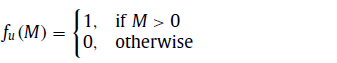 f_u(M) = { 1, if M > 0
0, otherwise